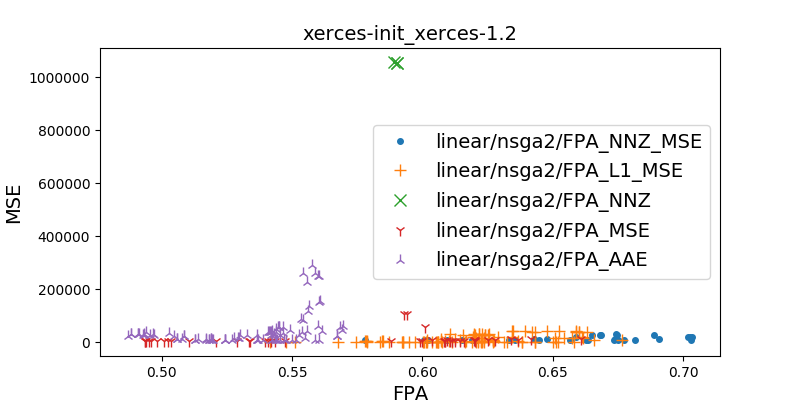 xerces-init_xerces-1.2
1000000
800000
600000
400000
200000
0
MSE
linear/nsga2/FPA_NNZ_MSE
linear/nsga2/FPA_L1_MSE
linear/nsga2/FPA_NNZ
linear/nsga2/FPA_MSE
linear/nsga2/FPA_AAE
0.50 0.55 0.60 0.65 0.70
FPA